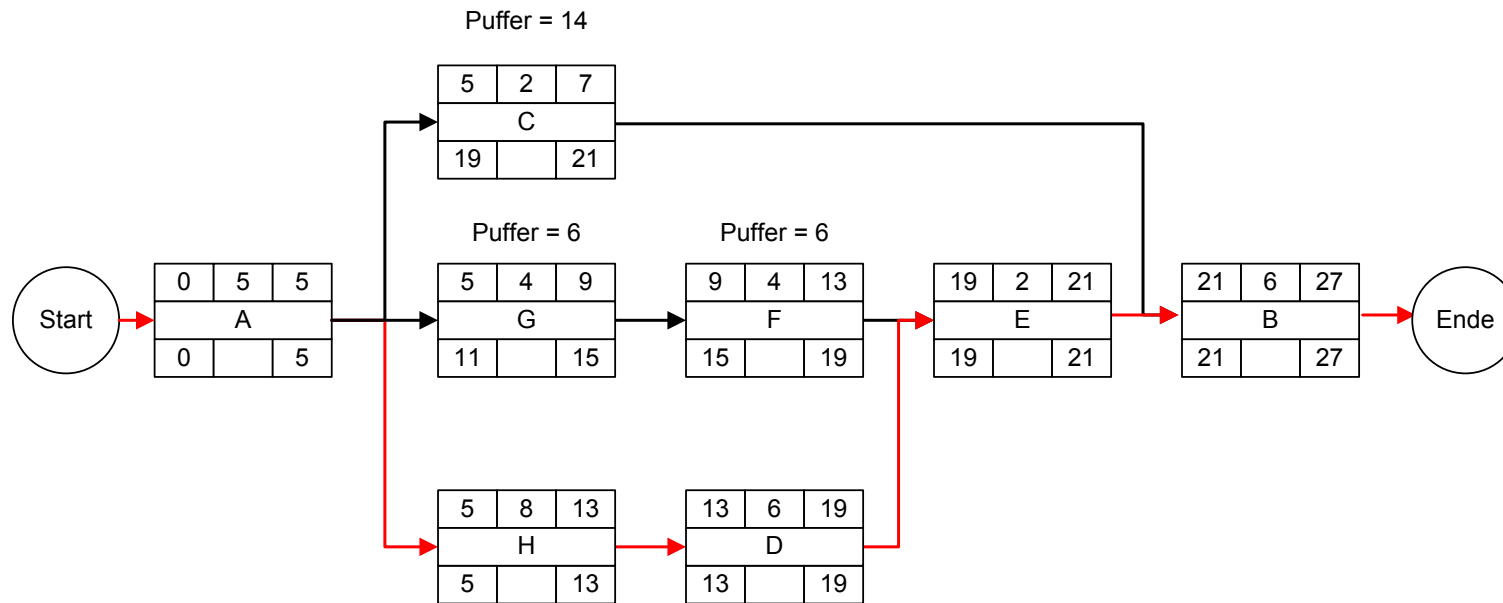 Puffer = 14
5 2 7
C
19 21
Puffer = 6 Puffer = 6
0 5 5 5 4 9 9 4 13 19 2 21 21 6 27
Start A G F E B Ende
0 5 11 15 15 19 19 21 21 27
5 8 13 13 6 19
H D
5 13 13 19